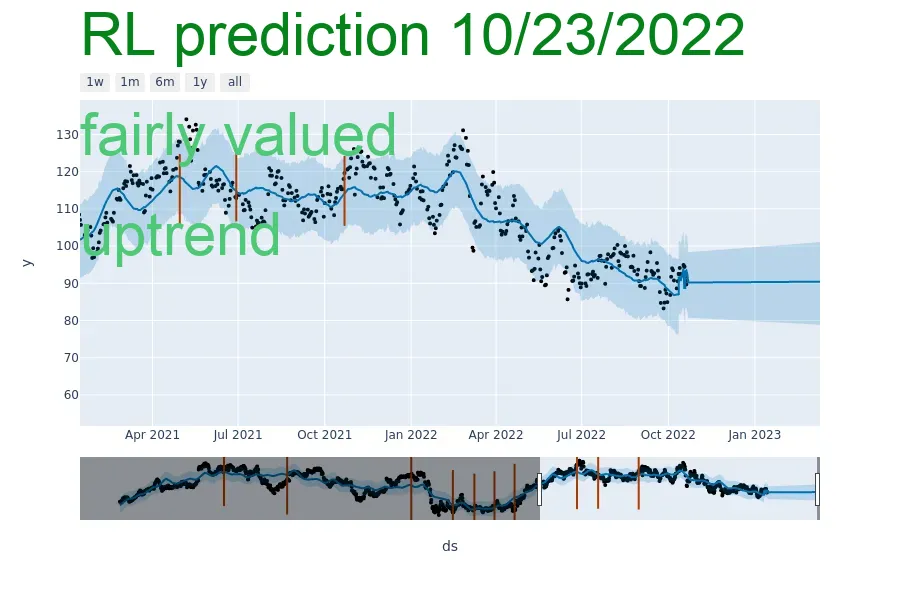 RL prediction 10/23/2022
1w 1m 6m 1y all
fairly valued
uptrend
130
120
110
100
90
80
70
60
y
Apr 2021 Jul 2021 Oct 2021 Jan 2022 Apr 2022 Jul 2022 Oct 2022 Jan 2023
ds